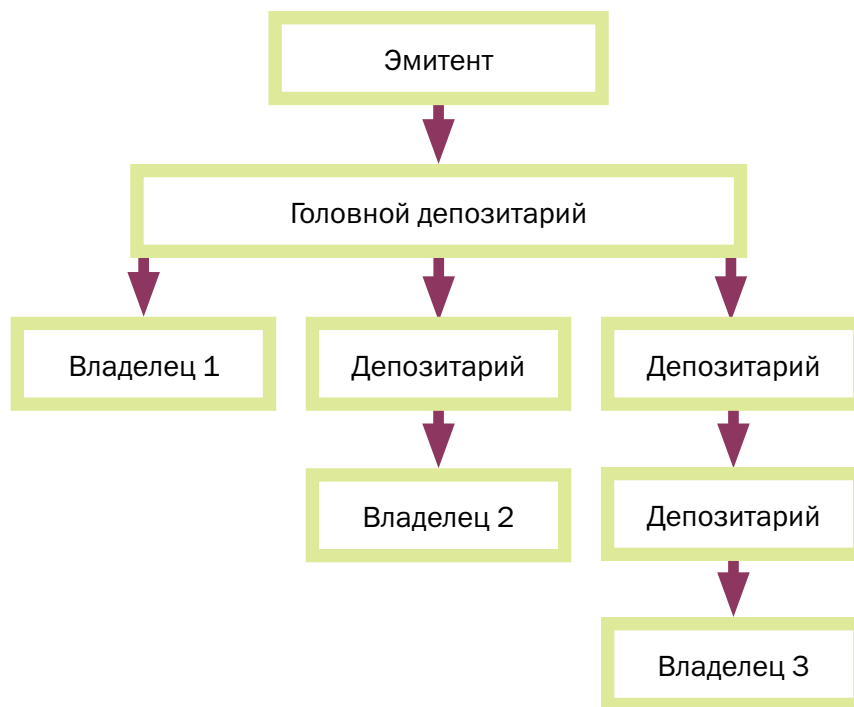 Эмитент
Головной депозитарий
Владелец 1
Депозитарий
Депозитарий
Владелец 2
Депозитарий
Владелец 3